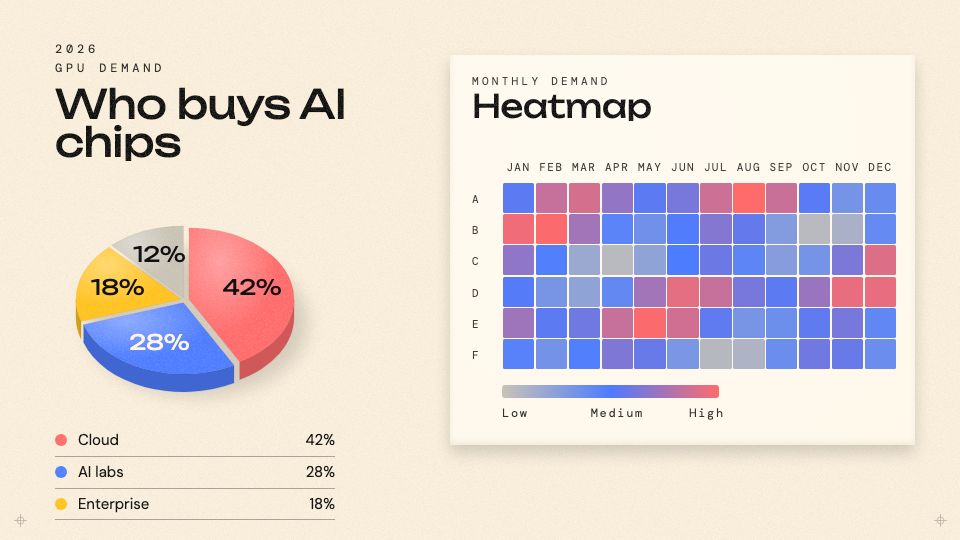 2026
GPU DEMAND
Who buys AI
chips
12%
18%
42%
28%
Cloud 42%
AI labs 28%
Enterprise 18%
MONTHLY DEMAND
Heatmap
JAN FEB MAR APR MAY JUN JUL AUG SEP OCT NOV DEC
A
B
C
D
E
F
Low Medium High